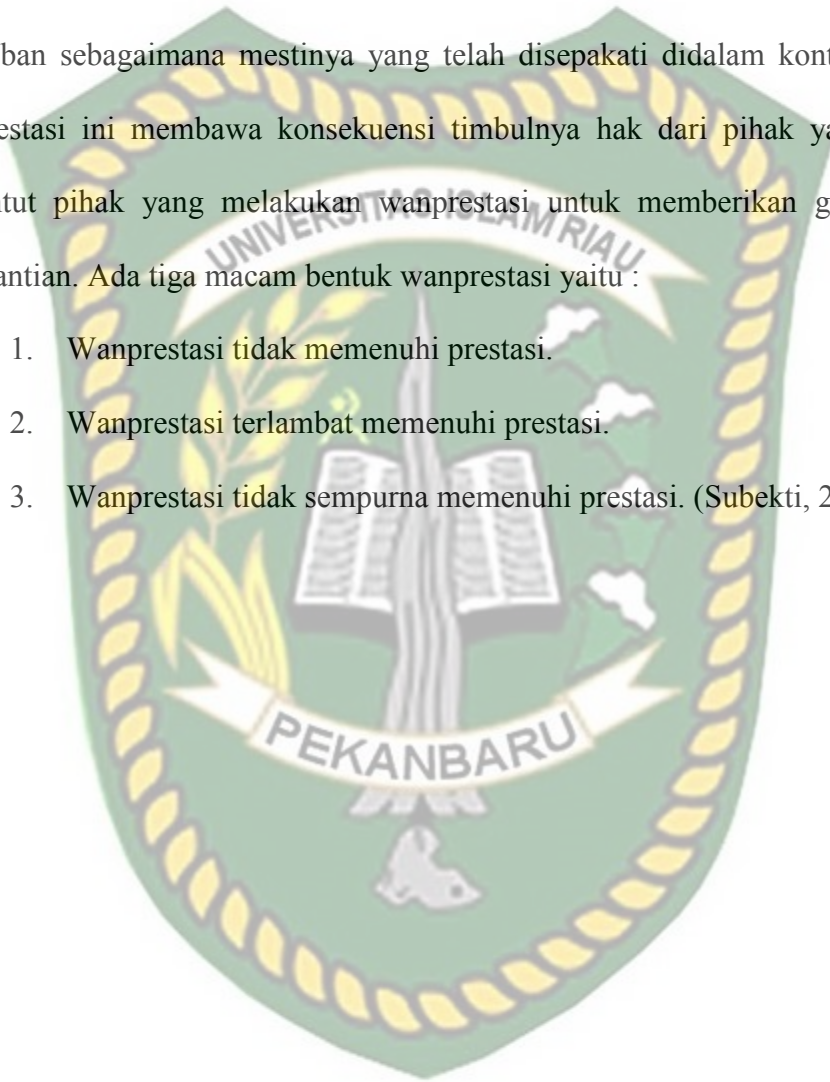 ban sebagaimana mestinya yang telah disepakati didalam kont
estasi ini membawa konsekuensi timbulnya hak dari pihak ya
tut pihak yang melakukan wanprestasi untuk memberikan g
UNIVERSITAS ISLAM RIAU
antian. Ada tiga macam bentuk wanprestasi yaitu :
1. Wanprestasi tidak memenuhi prestasi.
2. Wanprestasi terlambat memenuhi prestasi.
3. Wanprestasi tidak sempurna memenuhi prestasi. (Subekti, 2
PEKANBARU